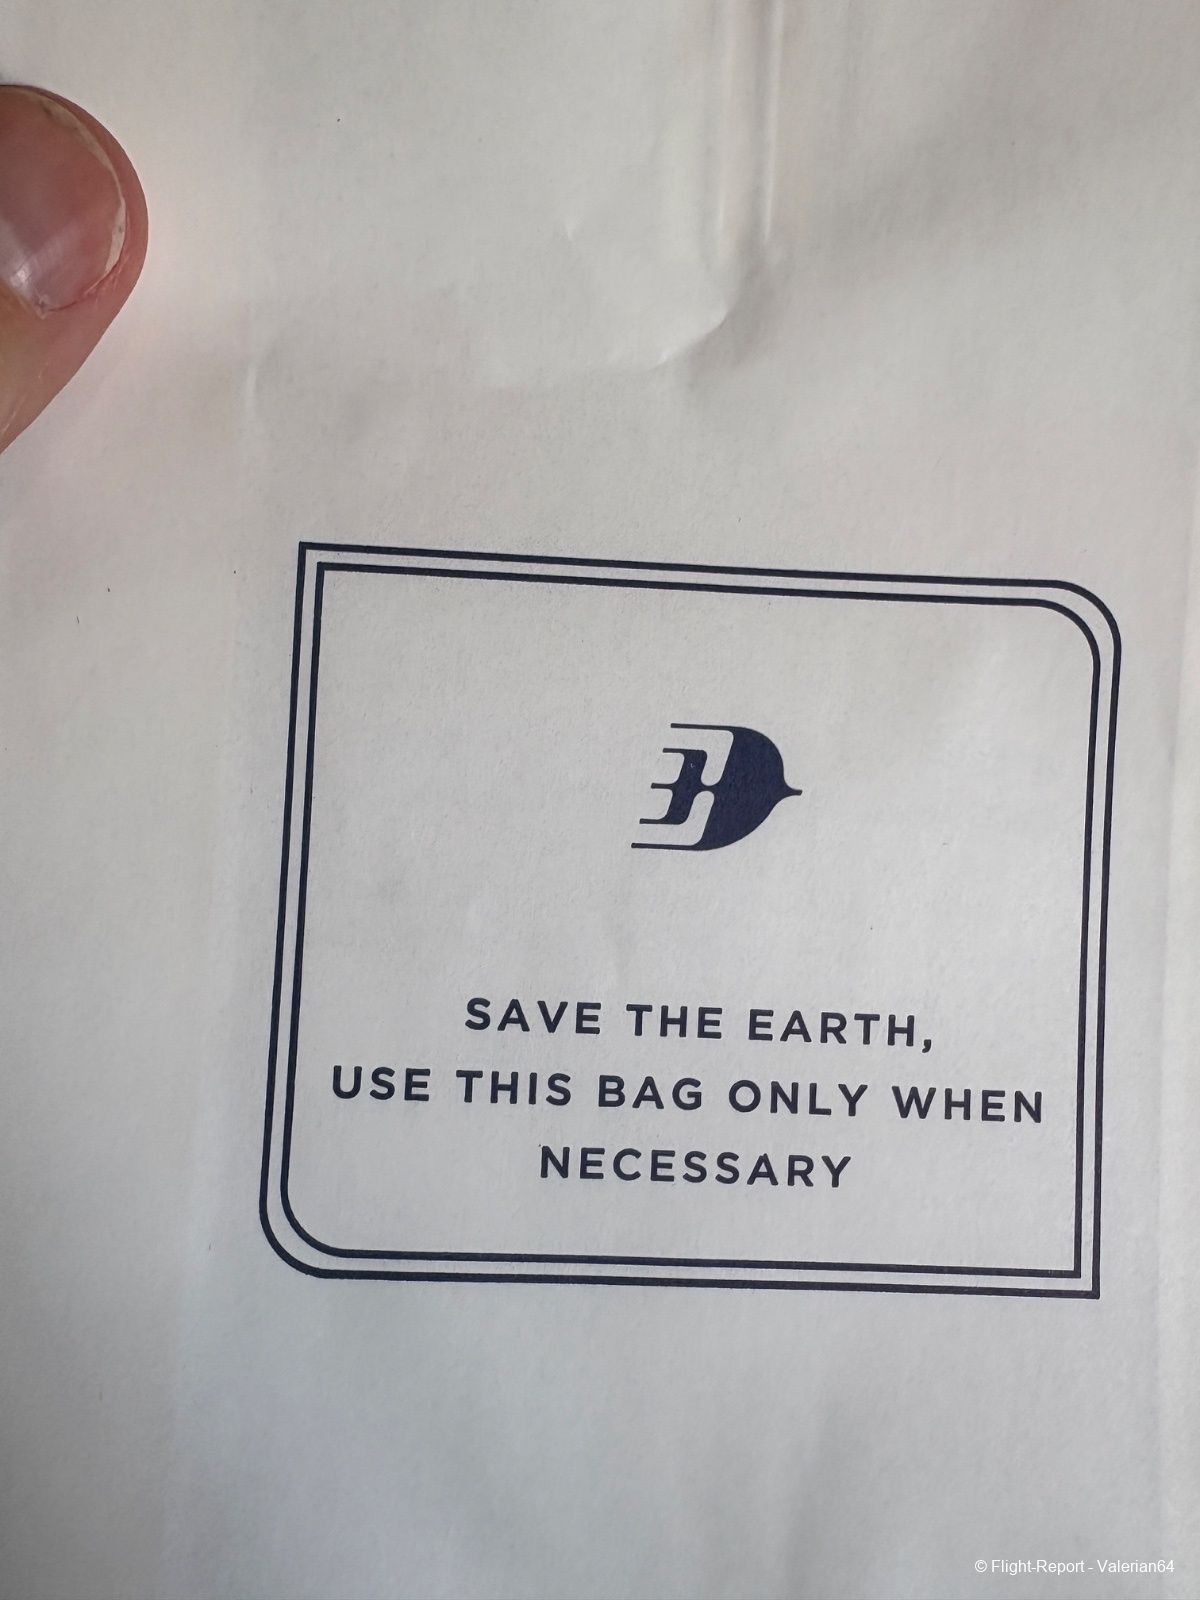 SAVE THE EARTH,
USE THIS BAG ONLY WHEN
NECESSARY
© Flight-Report - Valerian64